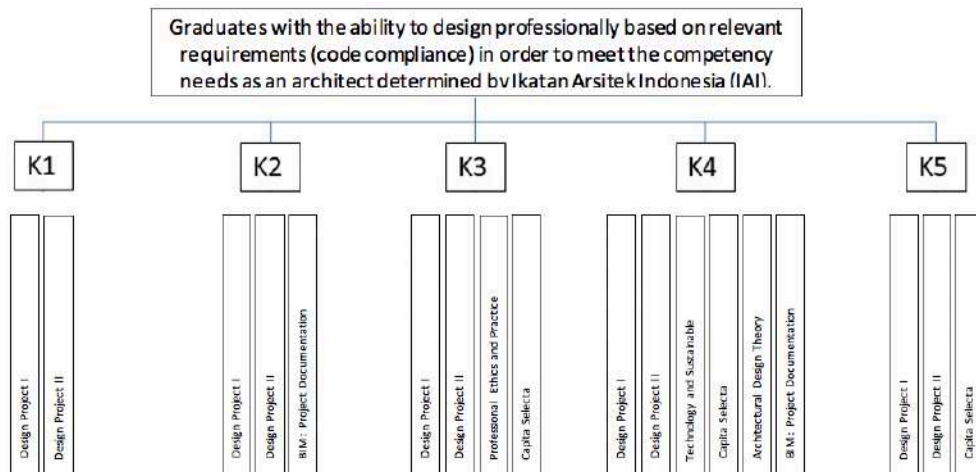 Graduates with the ability to design professionally based on relevant
requirements (code compliance) in order to meet the competency
needs as an architect determined by Ikatan Arsitek Indonesia (IAI).
K1
K2
K3
K4
K5
Design Project I
Design Project II
Design Project I
Design Project II
BIM: Project Documentation
Design Project I
Design Project II
Professional Ethics and Practice
Capita Selecta
Design Project I
Design Project II
Technology and Sustainable
Capita Selecta
Architectural Design Theory
BIM: Project Documentation
Design Project I
Design Project II
Capita Selecta